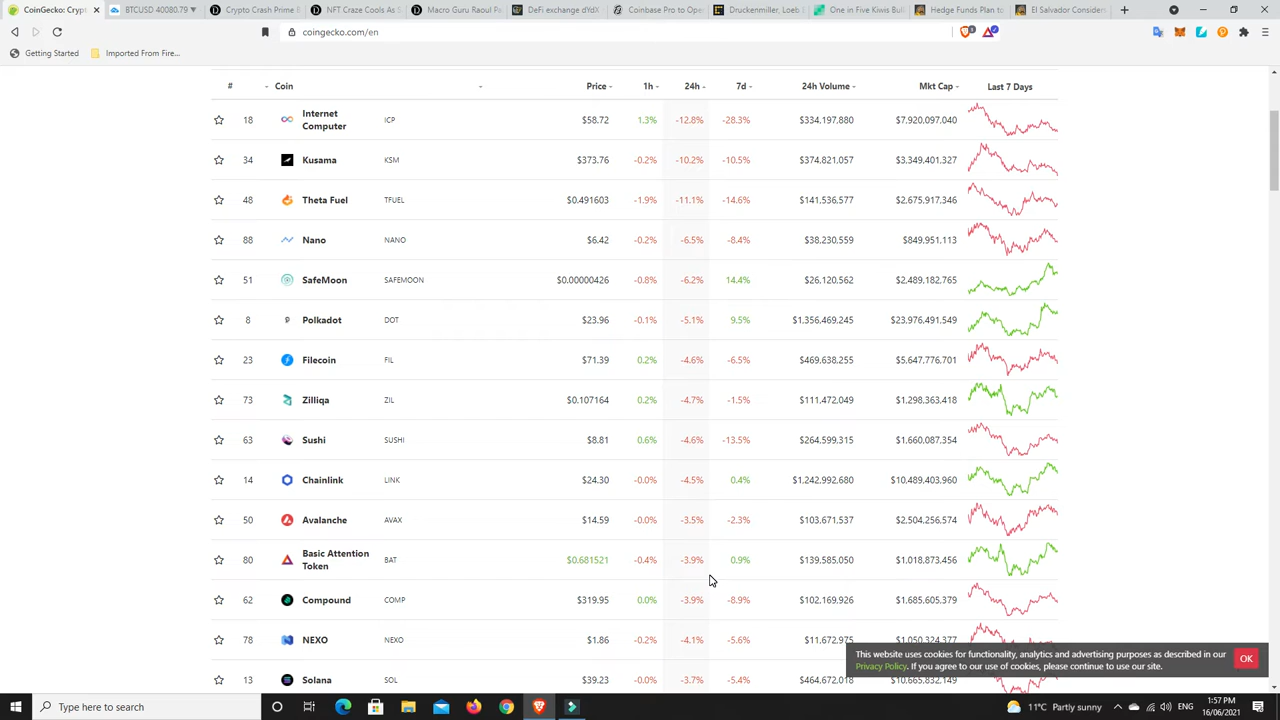 CoinGecko: Crypt
BTCUSD 40080.79
Crypto Crash Prime E
NFT Craze Cools As S
Macro Guru Raoul P
DeFi exchange dYdX
Coinbase Pro to Ope
Druckenmiller, Loeb
One in Five Kiwis Bu
Hedge Funds Plan to
El Salvador Consider
coingecko.com/en
Getting Started Imported From Fire...
# Coin Price 1h 24h 7d 24h Volume Mkt Cap Last 7 Days
18 Internet Computer ICP $58.72 1.3% -12.8% -28.3% $334,197,880 $7,920,097,040
34 Kusama KSM $373.76 -0.2% -10.2% -10.5% $374,821,057 $3,349,401,327
48 Theta Fuel TFUEL $0.491603 -1.9% -11.1% -14.6% $141,536,577 $2,675,917,346
88 Nano NANO $6.42 -0.2% -6.5% -8.4% $38,230,559 $849,951,113
51 SafeMoon SAFEMOON $0.00000426 -0.8% -6.2% 14.4% $26,120,562 $2,489,182,765
8 Polkadot DOT $23.96 -0.1% -5.1% 9.5% $1,356,469,245 $23,976,491,549
23 Filecoin FIL $71.39 0.2% -4.6% -6.5% $469,638,255 $5,647,776,701
73 Zilliqa ZIL $0.107164 0.2% -4.7% -1.5% $111,472,049 $1,298,363,418
63 Sushi SUSHI $8.81 0.6% -4.6% -13.5% $264,599,315 $1,660,087,354
14 Chainlink LINK $24.30 -0.0% -4.5% 0.4% $1,242,992,680 $10,489,403,960
50 Avalanche AVAX $14.59 -0.0% -3.5% -2.3% $103,671,537 $2,504,256,574
80 Basic Attention Token BAT $0.681521 -0.4% -3.9% 0.9% $139,585,050 $1,018,873,456
62 Compound COMP $319.95 0.0% -3.9% -8.9% $102,169,926 $1,685,605,379
78 NEXO NEXO $1.86 -0.2% -4.1% -5.6% $11,672,975 $1,050,324,377
13 Solana SOL $39.23 -0.0% -3.7% -5.4% $464,672,018 $10,665,832,149
This website uses cookies for functionality, analytics and advertising purposes as described in our
Privacy Policy. If you agree to our use of cookies, please continue to use our site.
OK
Type here to search
11°C Partly sunny
1:57 PM
16/06/2021